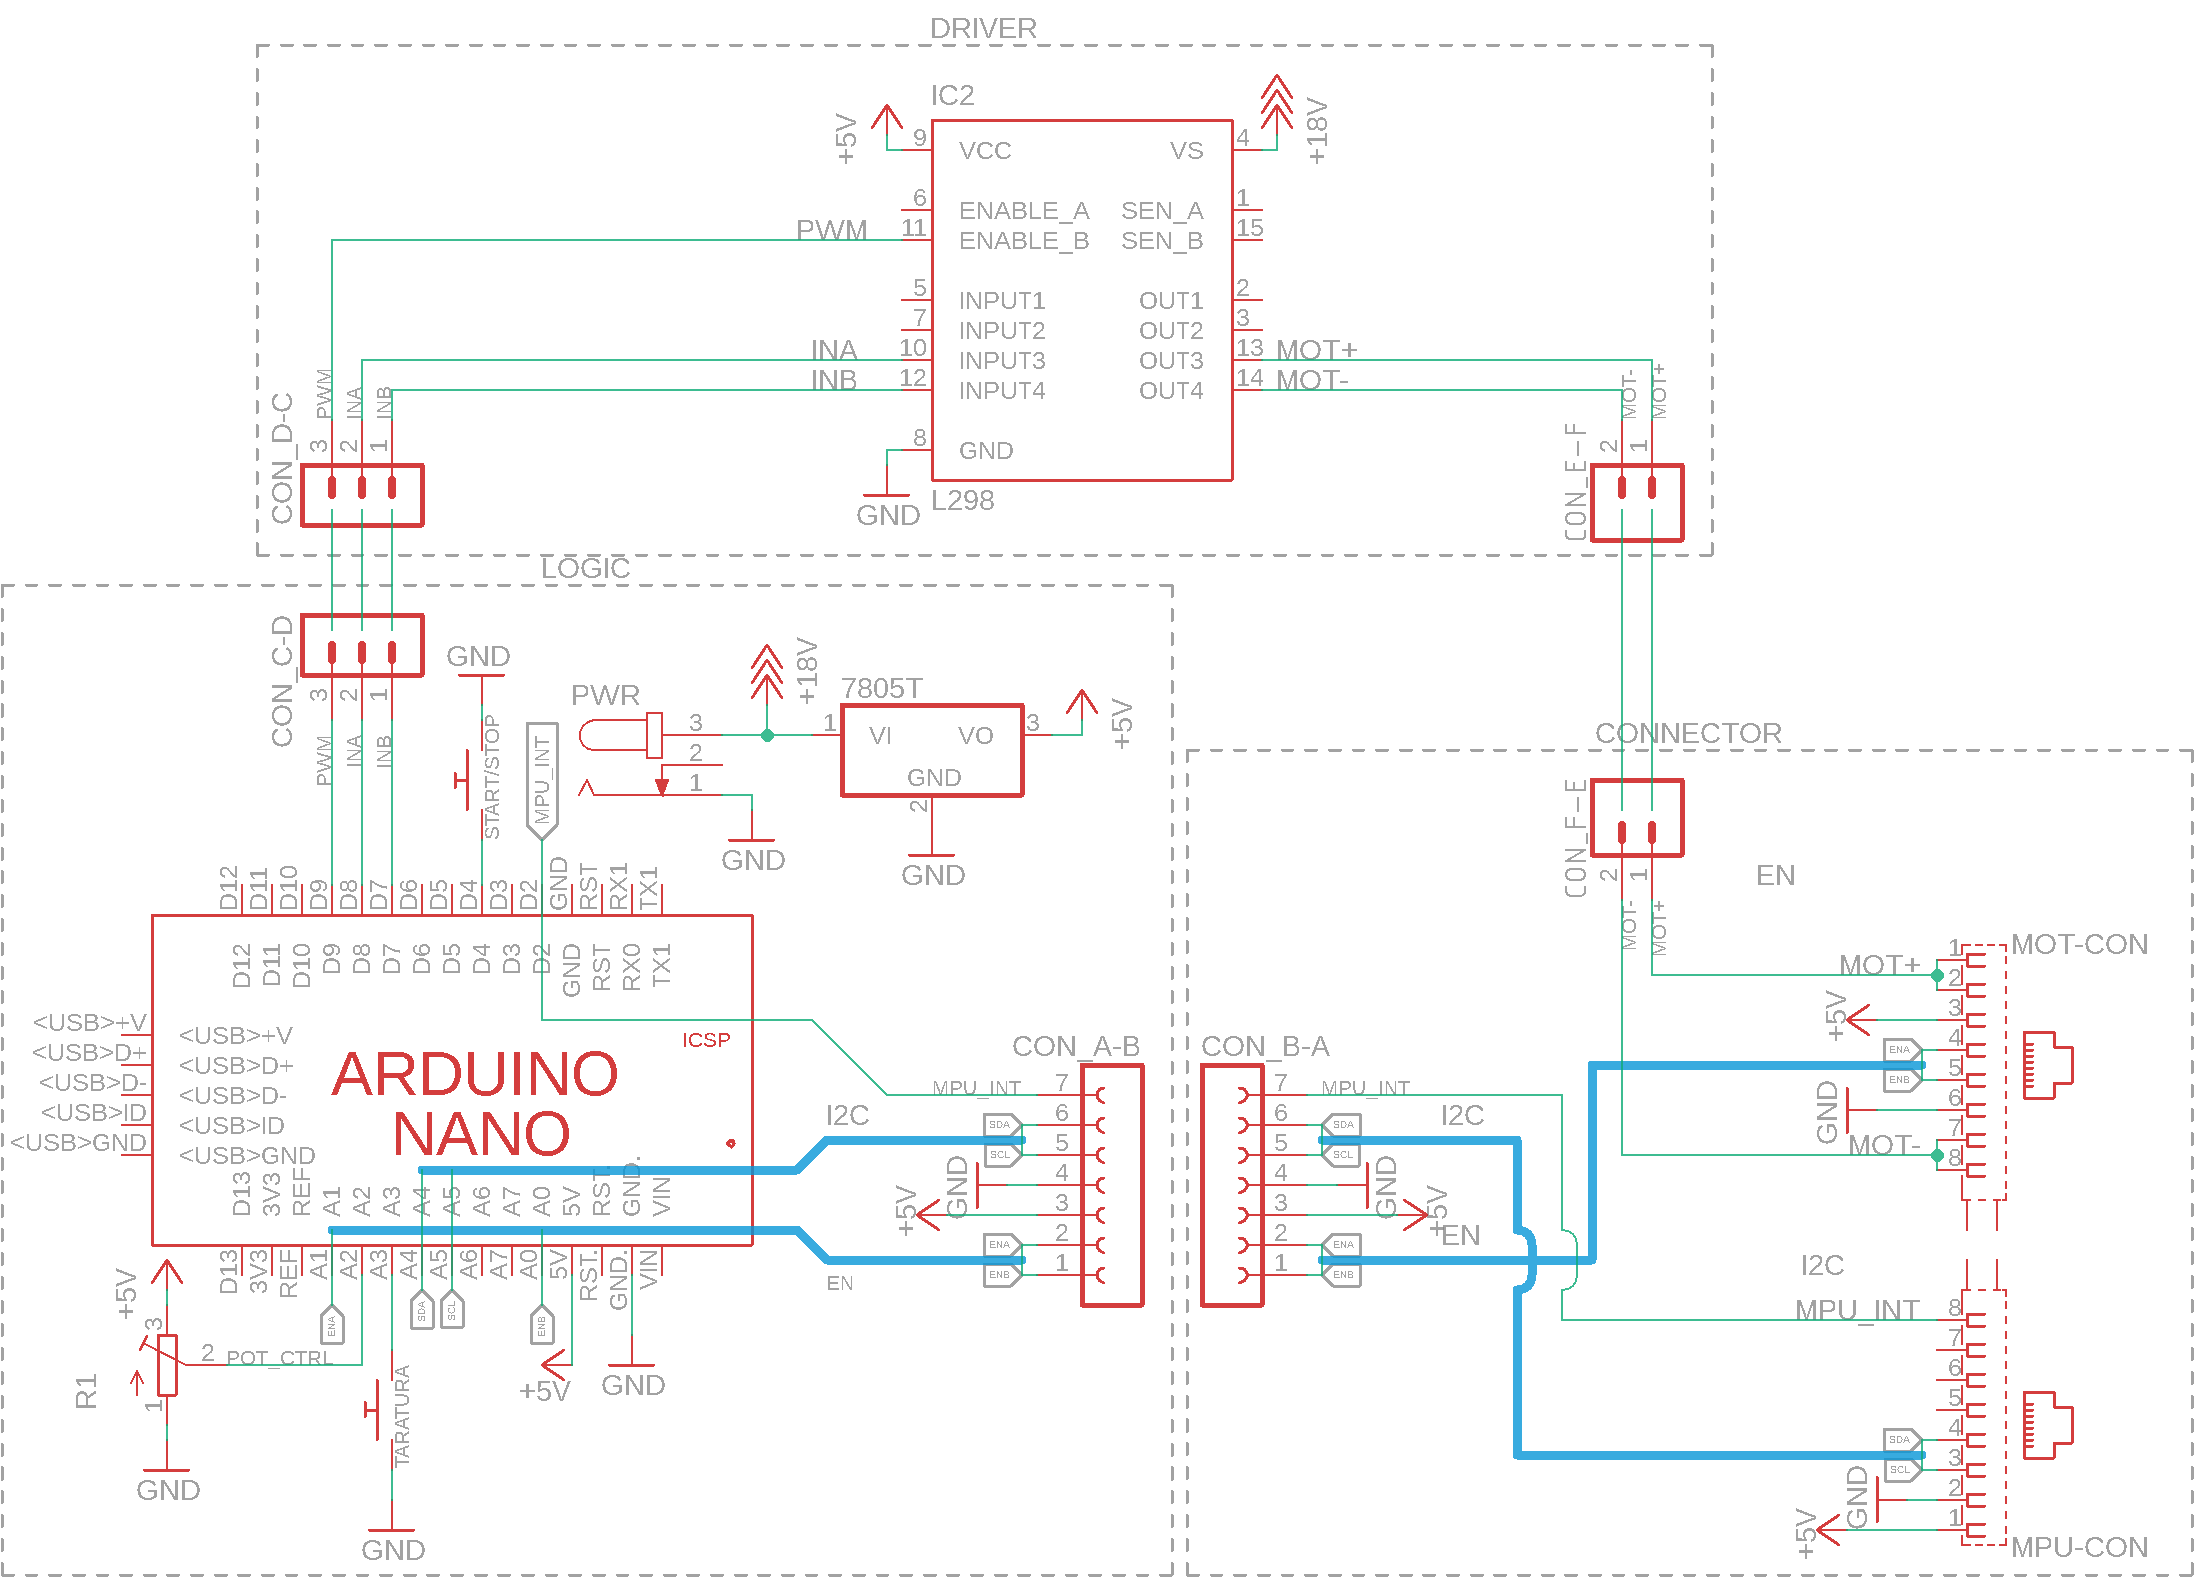 DRIVER
IC2
+5V
+18V
9
VCC
VS
4
6
ENABLE_A
SEN_A
1
PWM
11
ENABLE_B
SEN_B
15
5
INPUT1
OUT1
2
7
INPUT2
OUT2
3
INA
10
INPUT3
OUT3
13
MOT+
INB
12
INPUT4
OUT4
14
MOT-
8
GND
GND
L298
CON_D-C
PWM
INA
INB
3
2
1
MOT-
MOT+
CON_E-F
2
1
LOGIC
CON_C-D
3
2
1
PWM
INA
INB
GND
START/STOP
MPU_INT
PWR
3
2
1
GND
+18V
7805T
1
VI
VO
3
GND
2
GND
+5V
D12
D11
D10
D9
D8
D7
D6
D5
D4
D3
D2
GND
RST
RX1
TX1
D12
D11
D10
D9
D8
D7
D6
D5
D4
D3
D2
GND
RST
RX0
TX1
<USB>+V
<USB>D+
<USB>D-
<USB>ID
<USB>GND
<USB>+V
<USB>D+
<USB>D-
<USB>ID
<USB>GND
ICSP
ARDUINO
NANO
D13
3V3
REF
A1
A2
A3
A4
A5
A6
A7
A0
5V
RST.
GND.
VIN
D13
3V3
REF
A1
A2
A3
A4
A5
A6
A7
A0
5V
RST.
GND.
VIN
ENA
SDA
SCL
ENB
+5V
GND
+5V
3
2
POT_CTRL
R1
1
GND
TARATURA
GND
I2C
EN
CON_A-B
MPU_INT
7
SDA
6
SCL
5
GND
4
+5V
3
ENA
2
ENB
1
CONNECTOR
CON_F-E
2
1
MOT-
MOT+
EN
CON_B-A
7
MPU_INT
6
SDA
5
SCL
4
GND
3
+5V
2
ENA
1
ENB
I2C
EN
MOT-CON
MOT+
1
2
+5V
3
ENA
4
ENB
5
GND
6
MOT-
7
8
I2C
MPU_INT
8
7
6
5
SDA
4
SCL
3
GND
2
+5V
1
MPU-CON